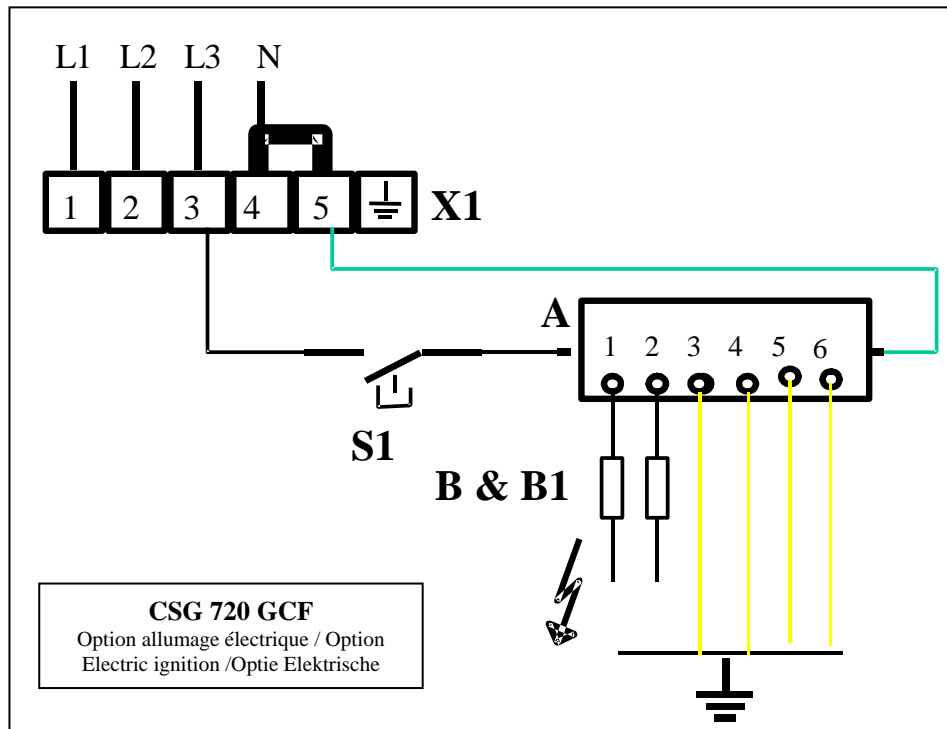 L1 L2 L3 N
1 2 3 4 5 X1
A
1 2 3 4 5 6
S1
B & B1
CSG 720 GCF
Option allumage électrique / Option
Electric ignition /Optie Elektrische